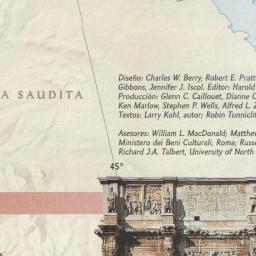 Diseño: Charles W. Berry, Robert E. Pratt
Gibbons, Jennifer J. Iscol. Editor: Harold
Producción: Glenn C. Caillouet, Dianne C
Ken Marlow, Stephen P. Wells, Alfred L. Z
Textos: Larry Kohl, autor; Robin Tunniclif
A SAUDITA
Asesores: William L. MacDonald; Matthe
Ministero dei Beni Culturali, Roma; Russe
Richard J.A. Talbert, University of North
45°